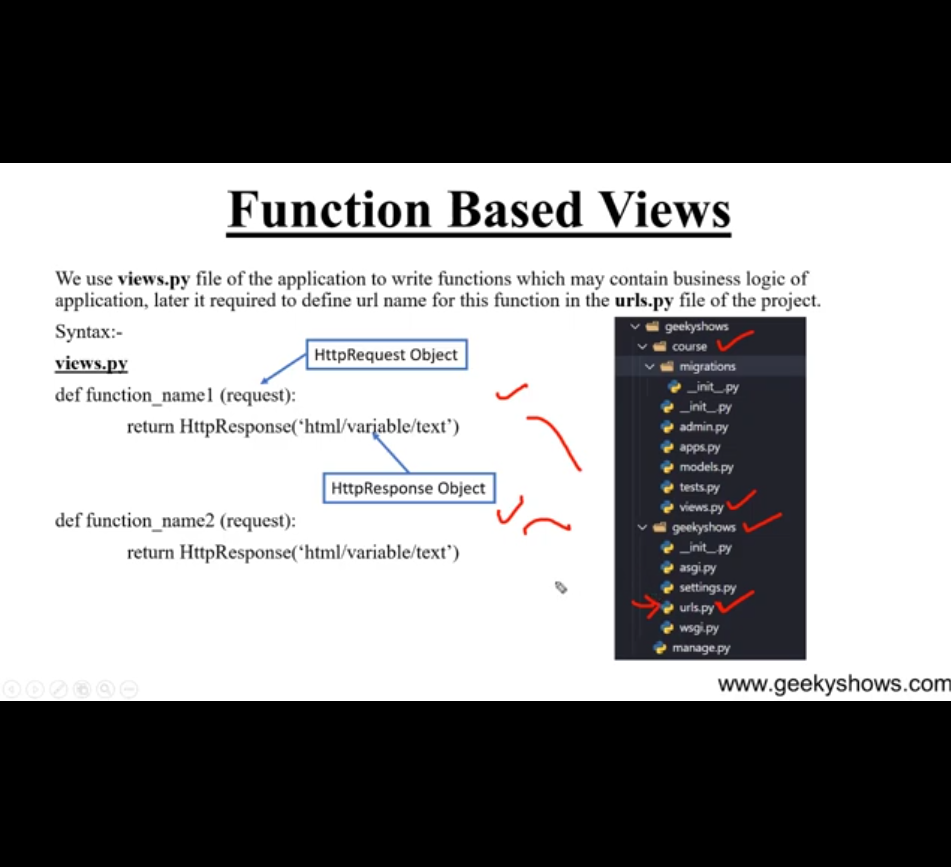 Function Based Views
We use views.py file of the application to write functions which may contain business logic of
application, later it required to define url name for this function in the urls.py file of the project.
Syntax:-
views.py
HttpRequest Object
def function_name1 (request):
return HttpResponse(‘html/variable/text’)
HttpResponse Object
def function_name2 (request):
return HttpResponse(‘html/variable/text’)
geekyshows
course
migrations
__init__.py
__init__.py
admin.py
apps.py
models.py
tests.py
views.py
geekyshows
__init__.py
asgi.py
settings.py
urls.py
wsgi.py
manage.py
www.geekyshows.com